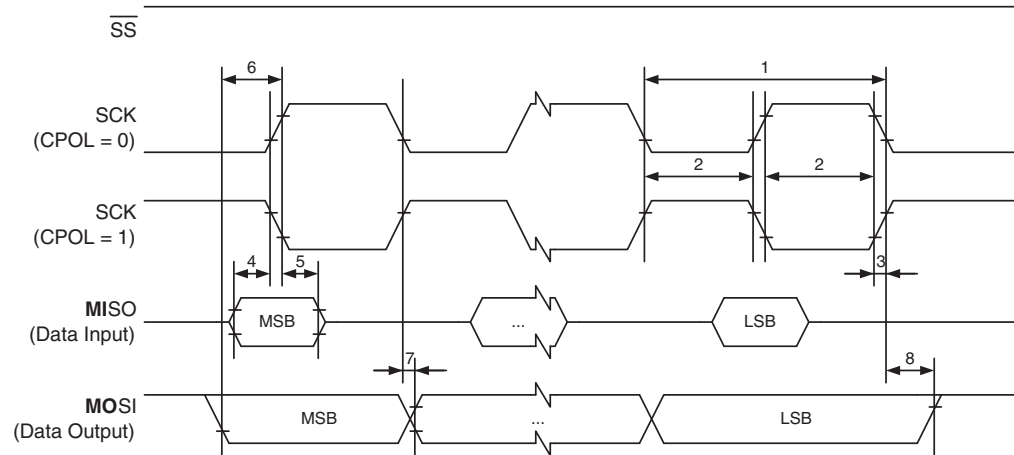 SS
6
1
SCK
(CPOL = 0)
2
2
SCK
(CPOL = 1)
4
5
3
MISO
(Data Input)
MSB
...
LSB
7
8
MOSI
(Data Output)
MSB
...
LSB